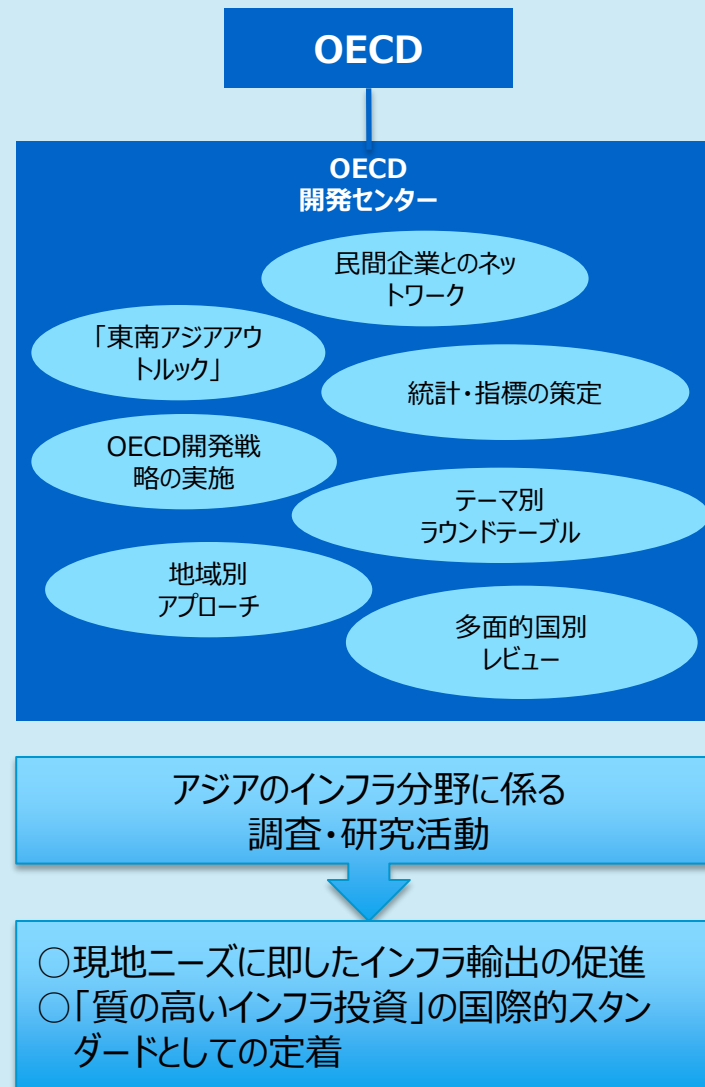 OECD
OECD
開発センター
民間企業とのネッ
トワーク
「東南アジアアウ
トルック」
統計・指標の策定
OECD開発戦
略の実施
テーマ別
ラウンドテーブル
地域別
アプローチ
多面的国別
レビュー
アジアのインフラ分野に係る
調査・研究活動
○現地ニーズに即したインフラ輸出の促進
○「質の高いインフラ投資」の国際的スタン
ダードとしての定着